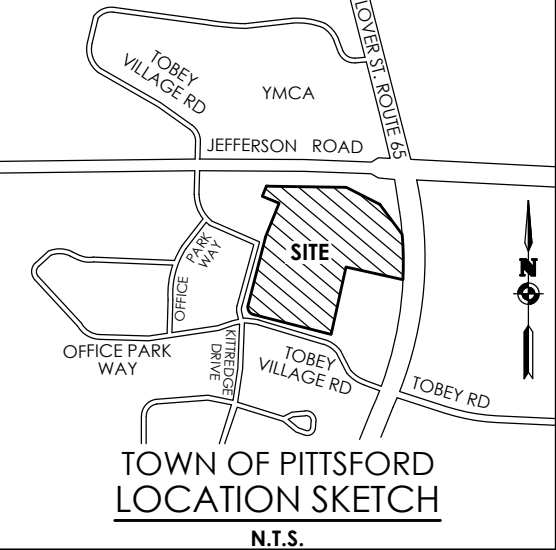 LOVER ST. ROUTE 65
TOBEY
VILLAGE RD
YMCA
JEFFERSON ROAD
SITE
OFFICE
PARK
WAY
N
OFFICE PARK
WAY
KITTREDGE
DRIVE
TOBEY
VILLAGE RD
TOBEY RD
TOWN OF PITTSFORD
LOCATION SKETCH
N.T.S.